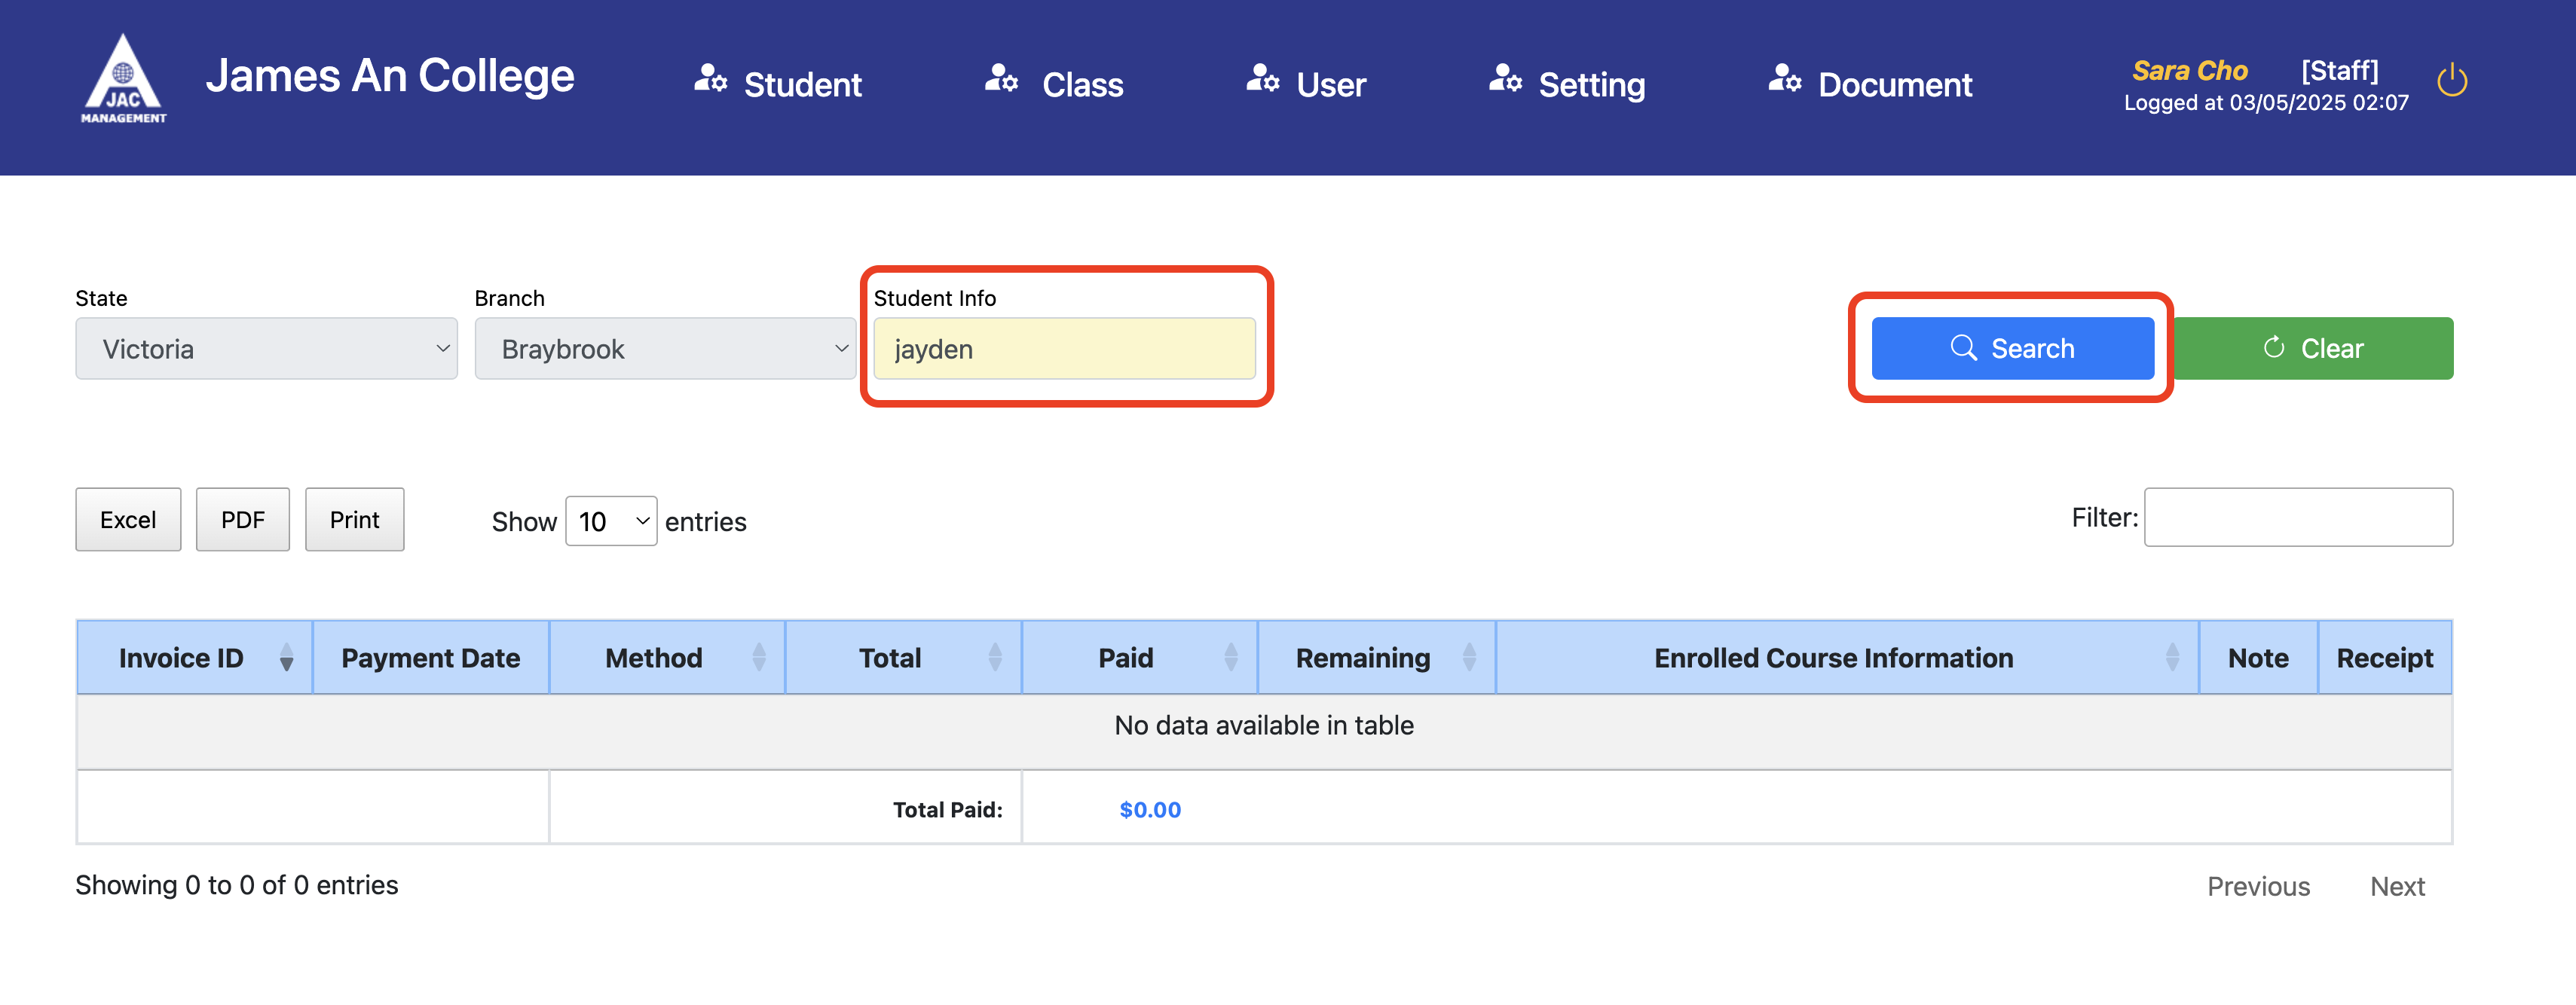 James An College
Student
Class
User
Setting
Document
Sara Cho [Staff]
Logged at 03/05/2025 02:07
JAC
MANAGEMENT
State
Branch
Student Info
Victoria
Braybrook
jayden
Search
Clear
Excel
PDF
Print
Show 10 entries
Filter:
Invoice ID
Payment Date
Method
Total
Paid
Remaining
Enrolled Course Information
Note
Receipt
No data available in table
Total Paid:
$0.00
Showing 0 to 0 of 0 entries
Previous
Next